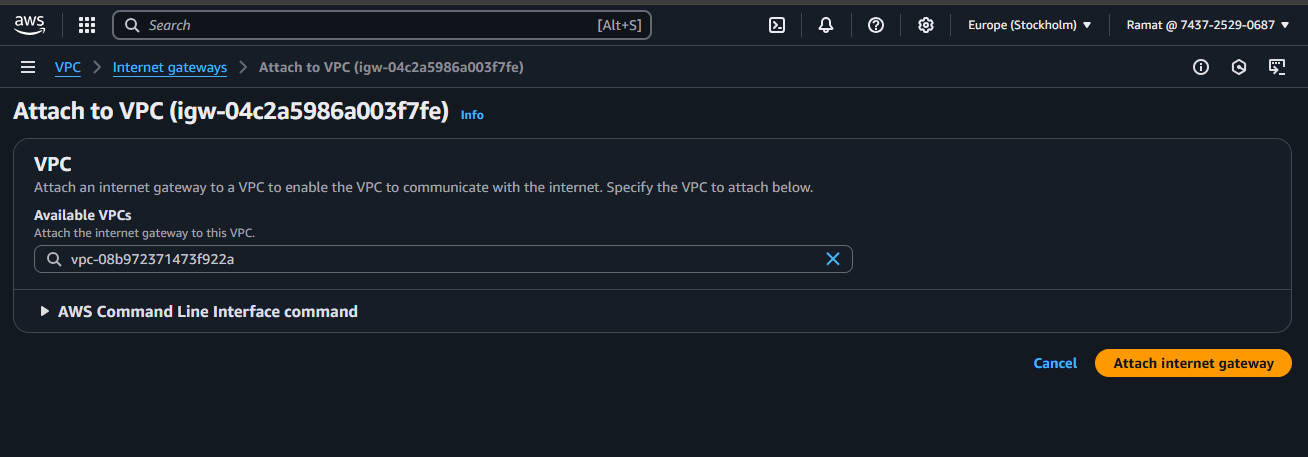 aws Search [Alt+S] Europe (Stockholm) Ramat @ 7437-2529-0687
VPC Internet gateways Attach to VPC (igw-04c2a5986a003f7fe)
Attach to VPC (igw-04c2a5986a003f7fe) Info
VPC
Attach an internet gateway to a VPC to enable the VPC to communicate with the internet. Specify the VPC to attach below.
Available VPCs
Attach the internet gateway to this VPC.
vpc-08b972371473f922a
AWS Command Line Interface command
Cancel Attach internet gateway